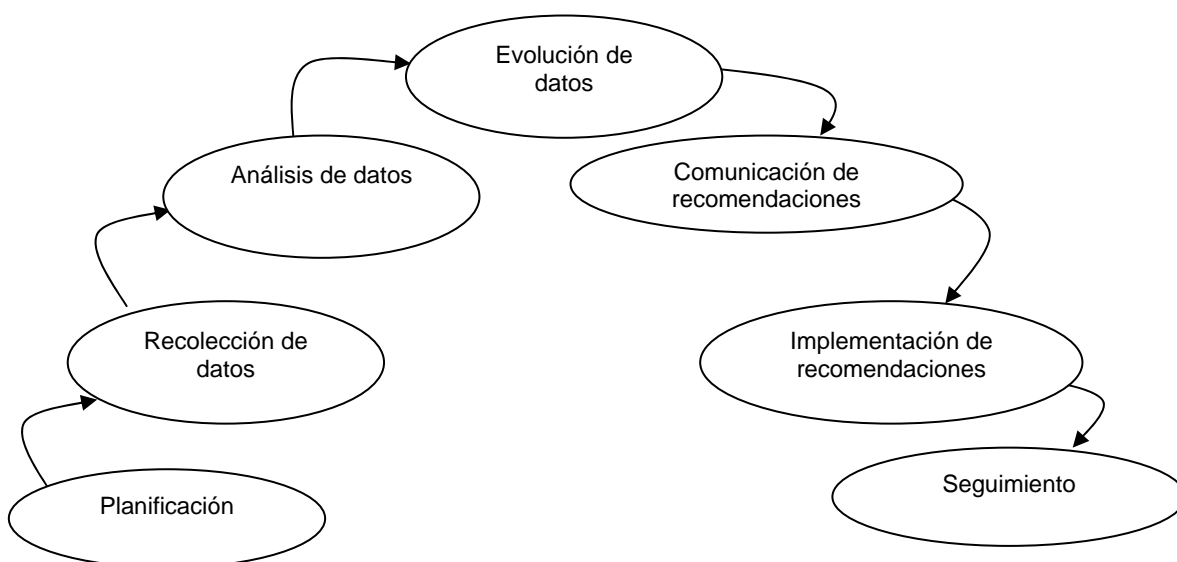 Evolución de
datos
Análisis de datos
Comunicación de
recomendaciones
Recolección de
datos
Implementación de
recomendaciones
Planificación
Seguimiento